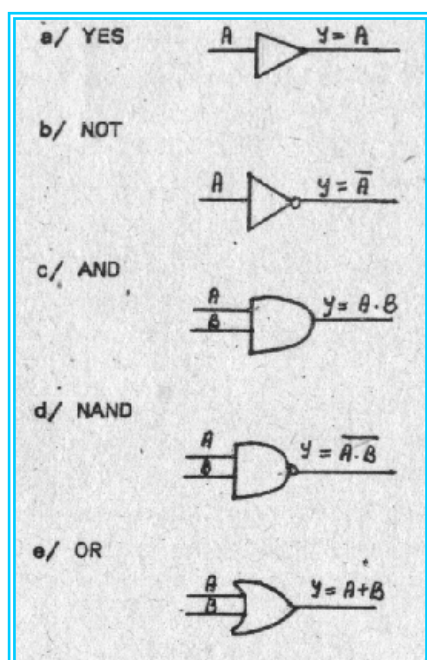 a/ YES
A y = A
b/ NOT
A y = A̅
c/ AND
A
B y = A·B
d/ NAND
A
B y = A̅·̅B̅
e/ OR
A
B y = A+B